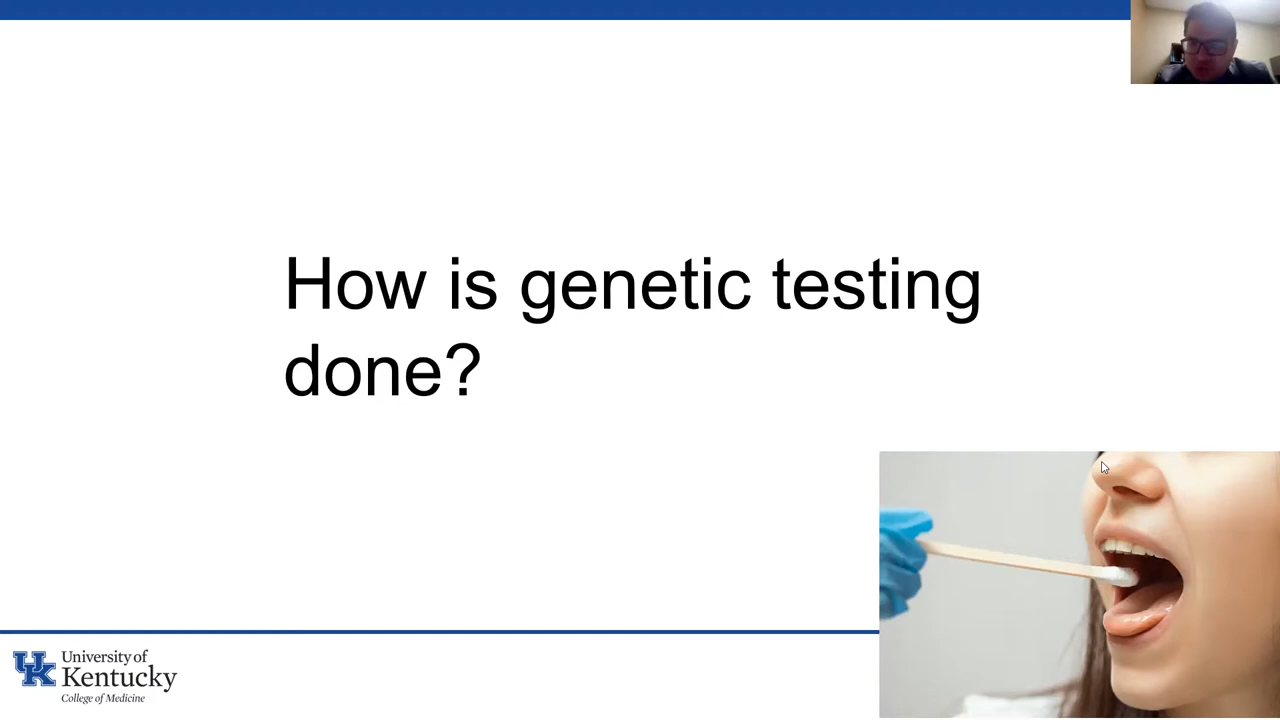 How is genetic testing
done?
University of
Kentucky
College of Medicine